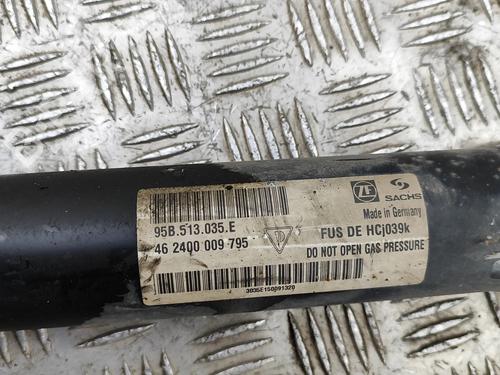 ZF SACHS
Made in Germany
95B.513.035.E
46 2400 009 795
FUS DE HCj039k
DO NOT OPEN GAS PRESSURE